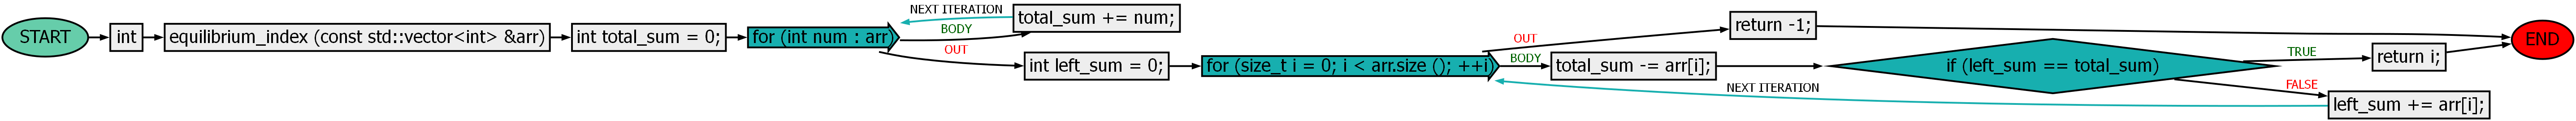 START
int
equilibrium_index (const std::vector<int> &arr)
int total_sum = 0;
for (int num : arr)
NEXT ITERATION
BODY
OUT
total_sum += num;
int left_sum = 0;
for (size_t i = 0; i < arr.size (); ++i)
OUT
BODY
NEXT ITERATION
return -1;
total_sum -= arr[i];
if (left_sum == total_sum)
TRUE
FALSE
return i;
left_sum += arr[i];
END